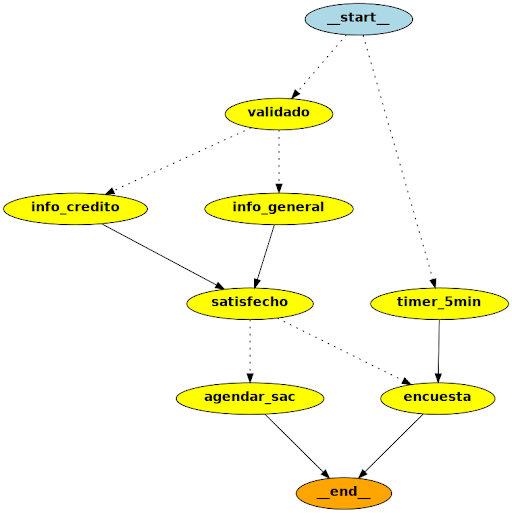 __start__
validado
info_credito
info_general
satisfecho
timer_5min
agendar_sac
encuesta
__end__